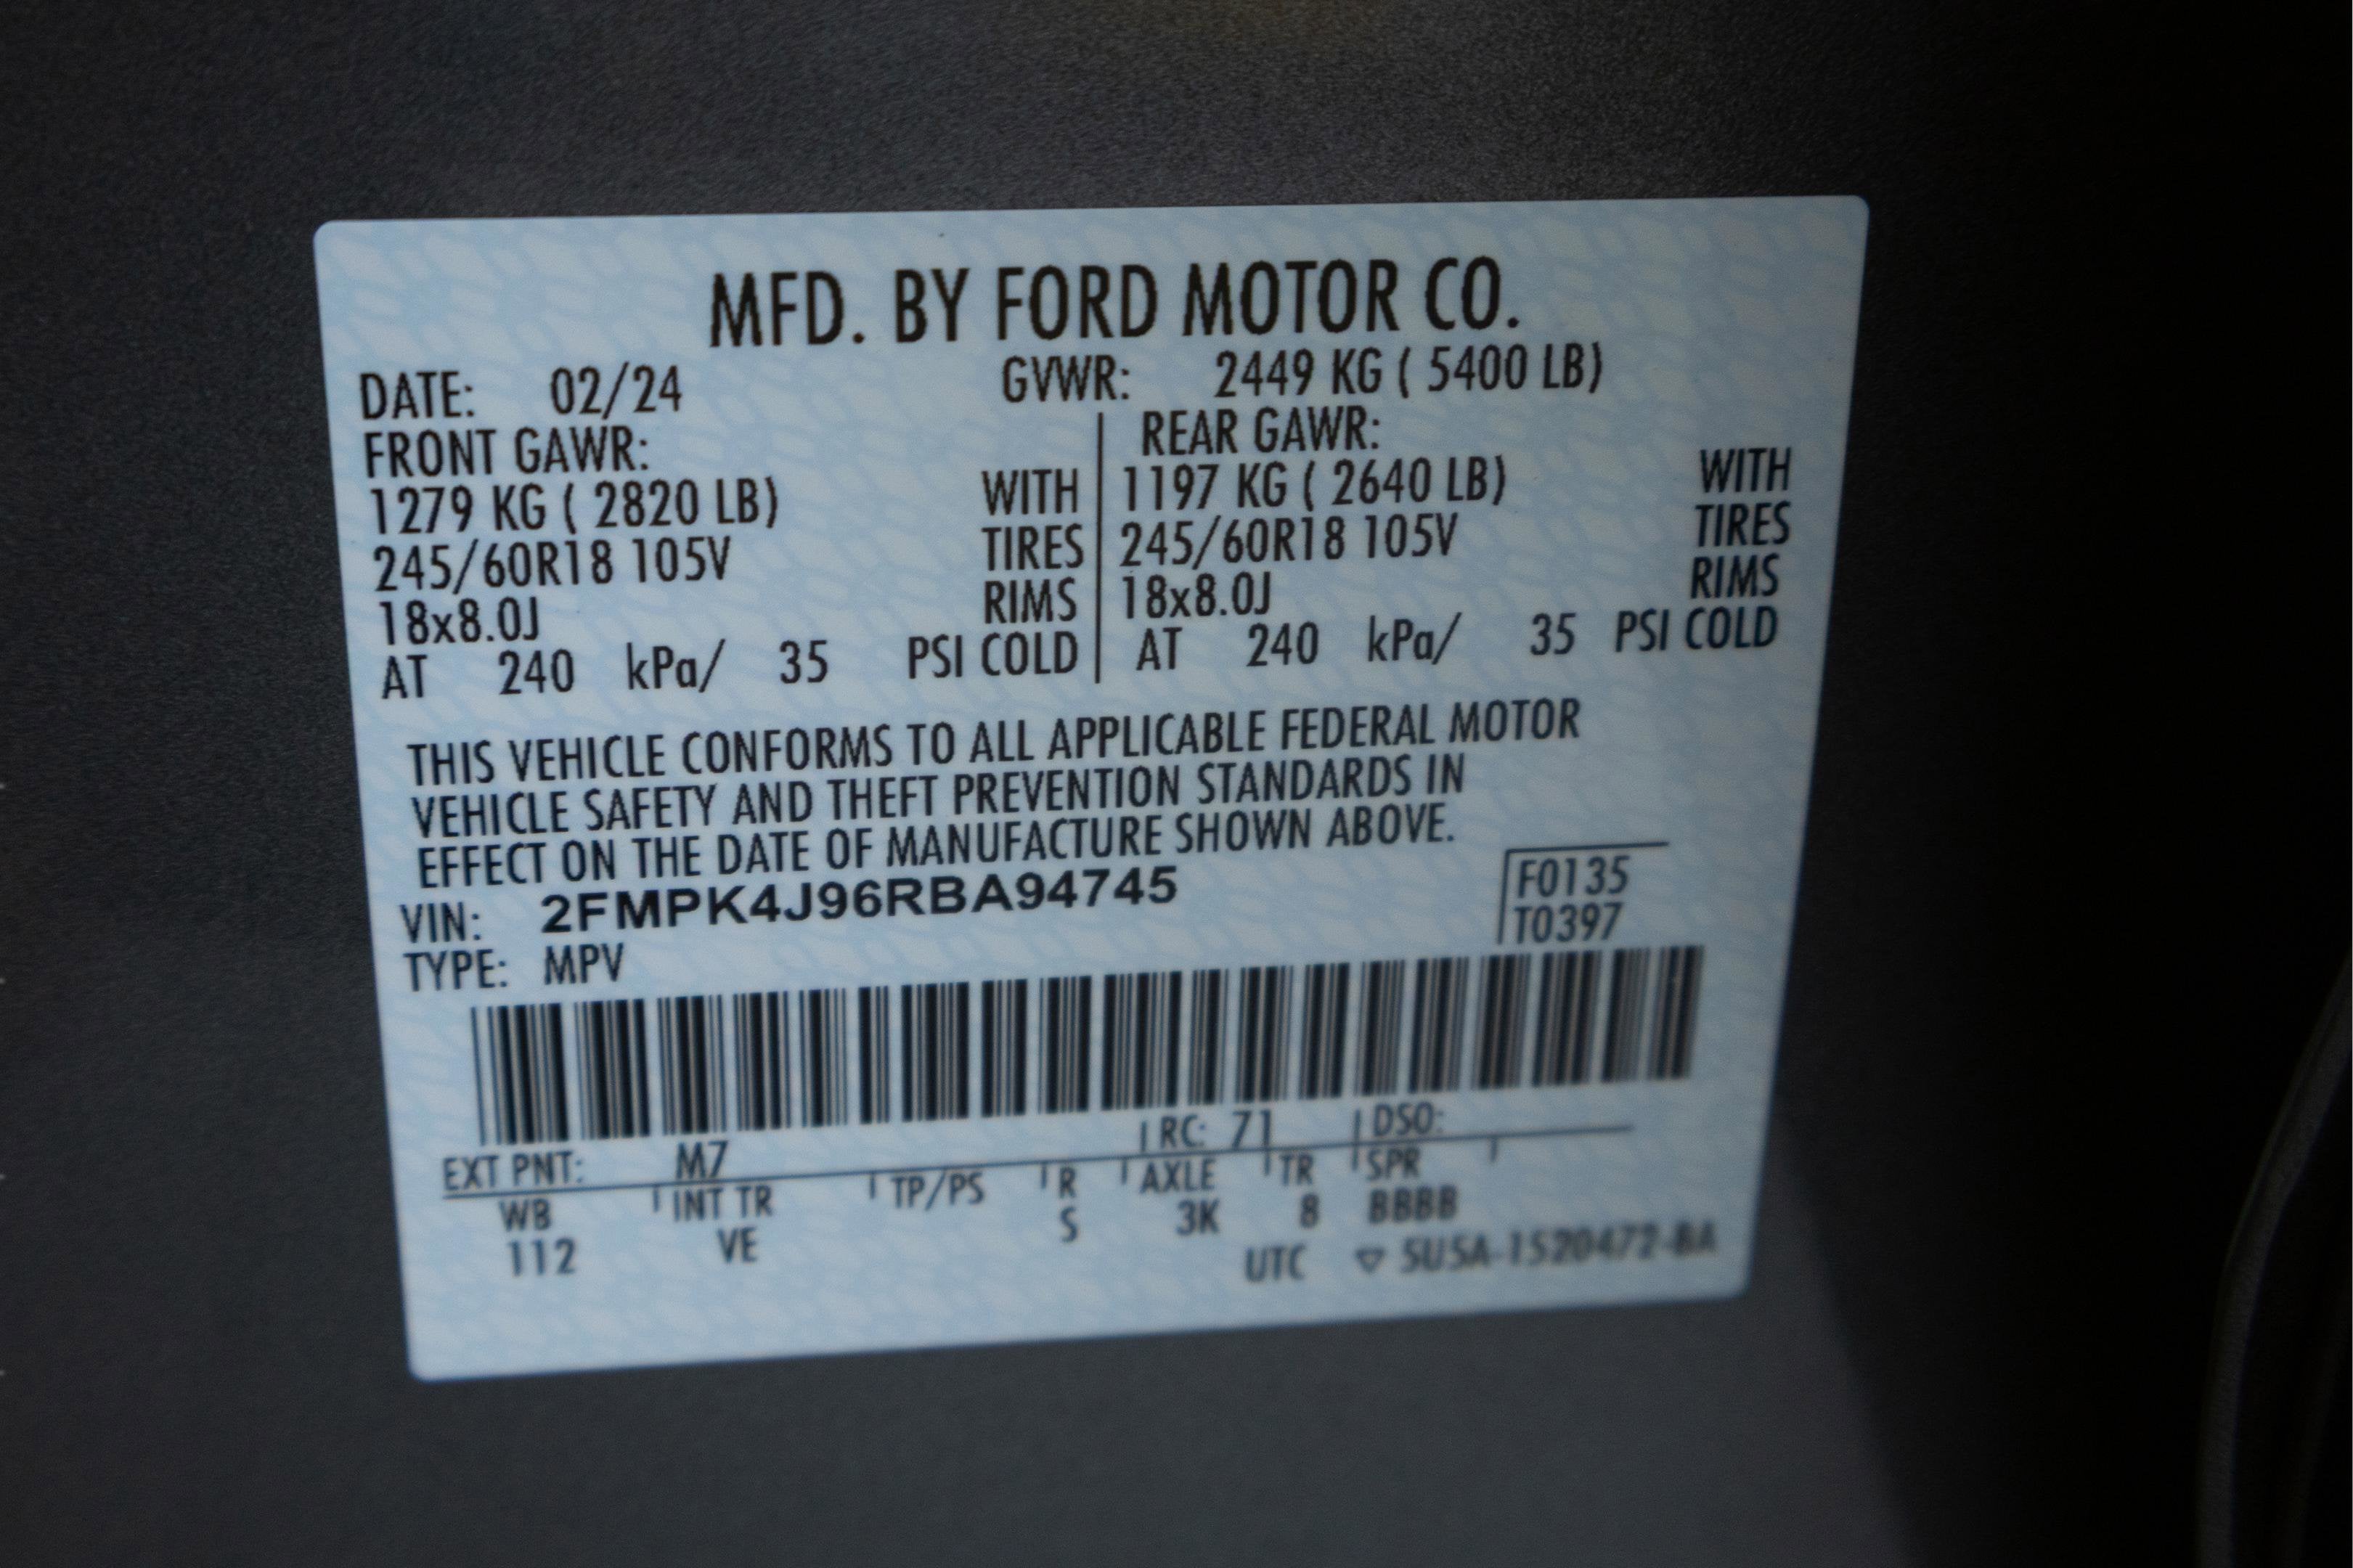 MFD. BY FORD MOTOR CO.
DATE: 02/24 GVWR: 2449 KG ( 5400 LB)
FRONT GAWR: REAR GAWR:
1279 KG ( 2820 LB) WITH 1197 KG ( 2640 LB) WITH
245/60R18 105V TIRES 245/60R18 105V TIRES
18x8.0J RIMS 18x8.0J RIMS
AT 240 kPa/ 35 PSI COLD AT 240 kPa/ 35 PSI COLD
THIS VEHICLE CONFORMS TO ALL APPLICABLE FEDERAL MOTOR
VEHICLE SAFETY AND THEFT PREVENTION STANDARDS IN
EFFECT ON THE DATE OF MANUFACTURE SHOWN ABOVE.
VIN: 2FMPK4J96RBA94745 F0135
TYPE: MPV T0397
EXT PNT: M7 RC: 71 DSO:
WB INT TR TP/PS R AXLE TR SPR
112 VE S 3K 8 BBBB
UTC ▽ 5U5A-1520472-BA